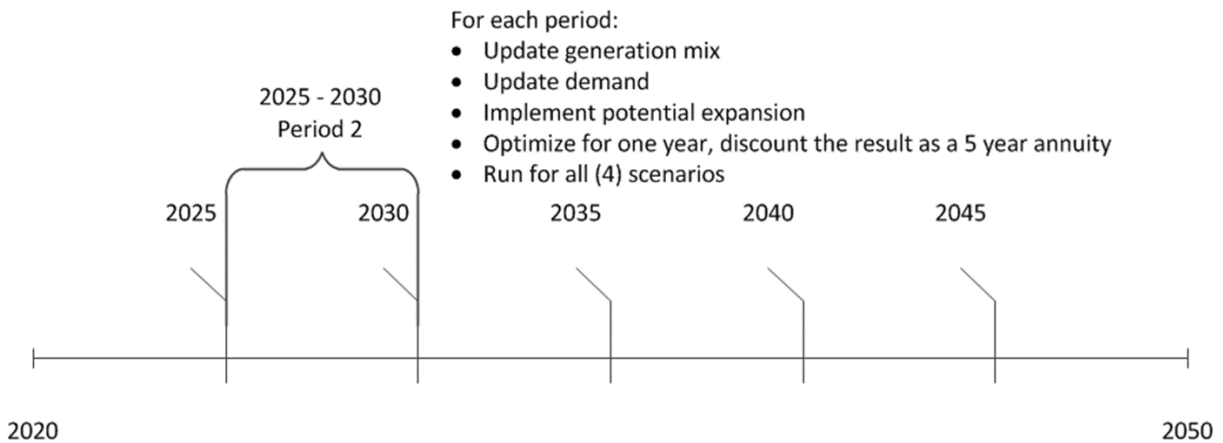 For each period:
• Update generation mix
• Update demand
• Implement potential expansion
• Optimize for one year, discount the result as a 5 year annuity
• Run for all (4) scenarios
2025 - 2030
Period 2
2025
2030
2035
2040
2045
2020
2050